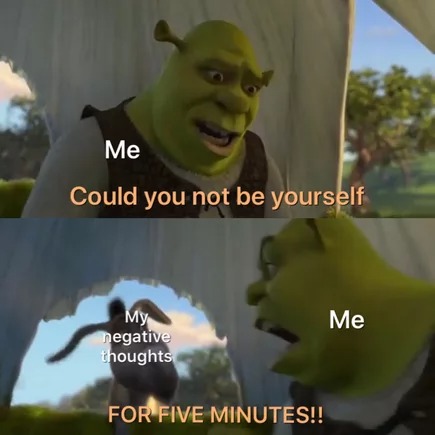 Me
Could you not be yourself
My
negative
thoughts
Me
FOR FIVE MINUTES!!